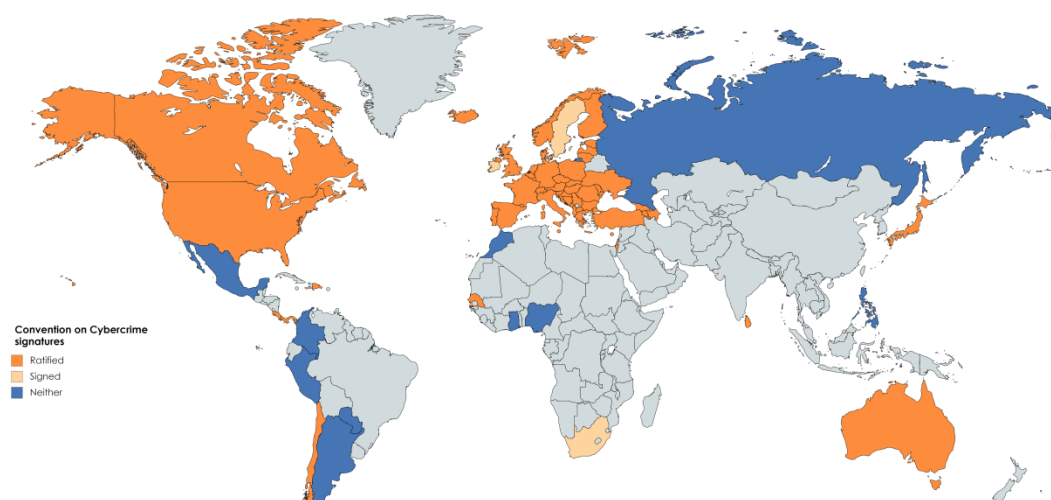 Convention on Cybercrime
signatures
Ratified
Signed
Neither